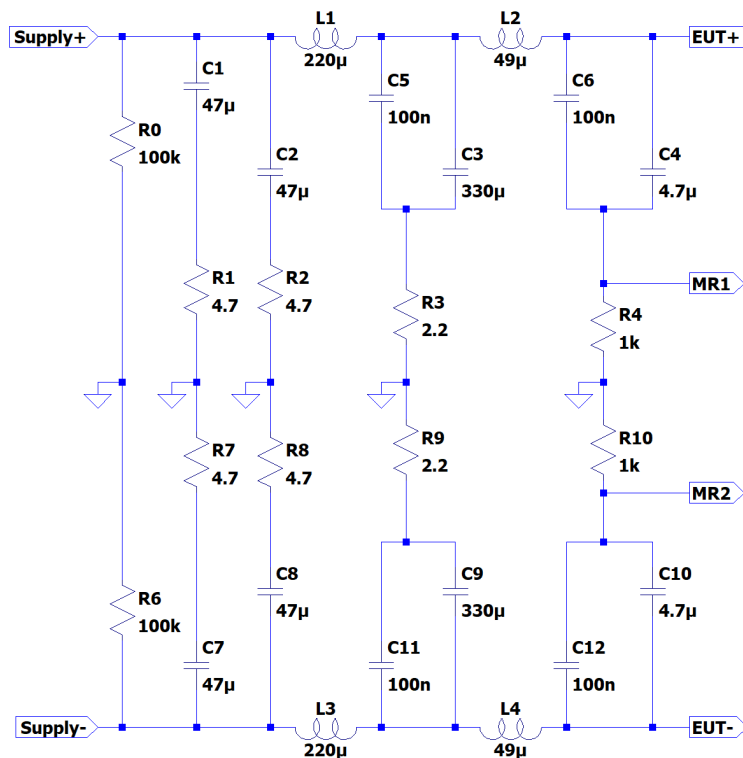 Supply+
L1
220µ
L2
49µ
EUT+
C1
47µ
C5
100n
C6
100n
R0
100k
C2
47µ
C3
330µ
C4
4.7µ
R1
4.7
R2
4.7
R3
2.2
MR1
R4
1k
R7
4.7
R8
4.7
R9
2.2
R10
1k
MR2
R6
100k
C8
47µ
C9
330µ
C10
4.7µ
C7
47µ
C11
100n
C12
100n
Supply-
L3
220µ
L4
49µ
EUT-